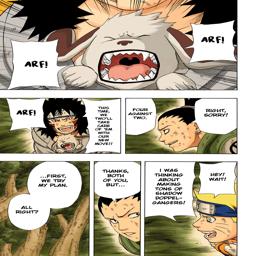 ARF!
ARF!
RIGHT,
SORRY!
FOUR
AGAINST
TWO.
THIS
TIME,
WE
TWO'LL
TAKE
CARE
OF 'EM
WITH OUR
NEW
MOVE!!
ARF!
HEY!
WAIT!
I WAS
THINKING
ABOUT
MAKING
TONS OF
SHADOW
DOPPEL-
GANGERS!
THANKS,
BOTH
OF YOU,
BUT...
...FIRST,
WE TRY
MY PLAN.
ALL
RIGHT?